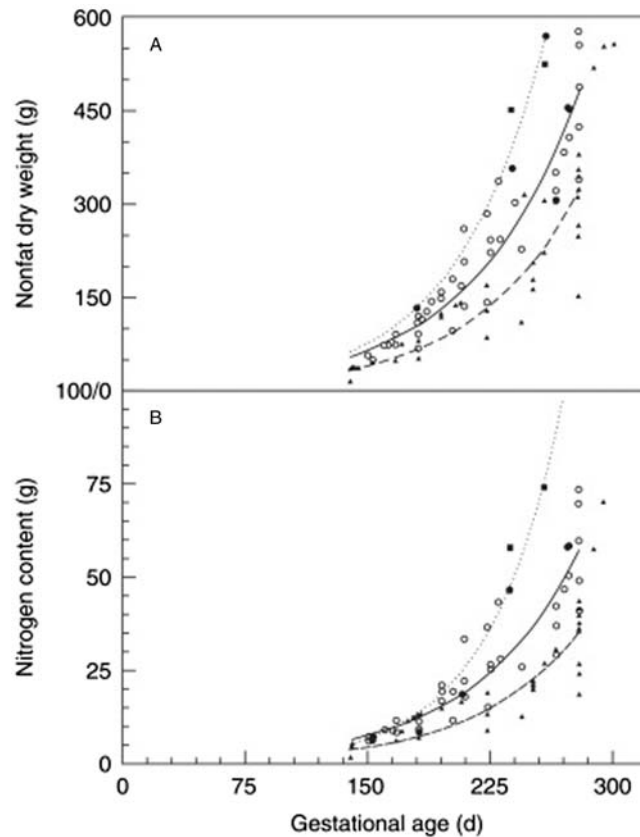 600
A
450
300
150
100/0
Nonfat dry weight (g)
B
75
50
25
0
Nitrogen content (g)
0 75 150 225 300
Gestational age (d)